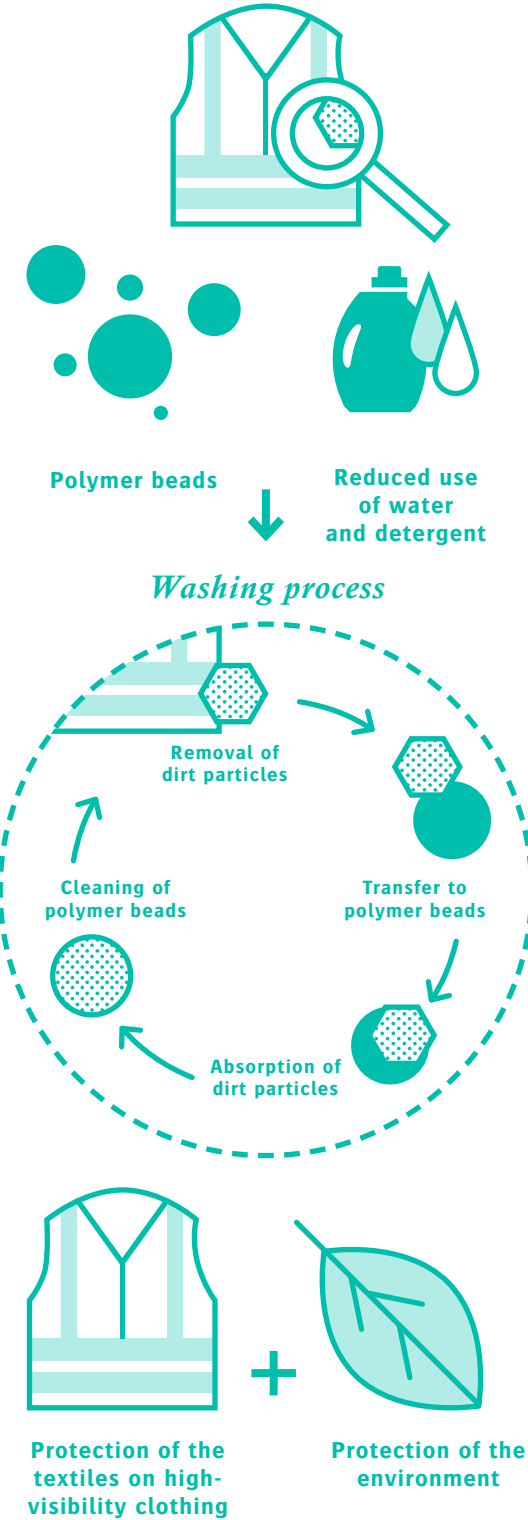 Polymer beads
Reduced use
of water
and detergent
Washing process
Removal of
dirt particles
Transfer to
polymer beads
Absorption of
dirt particles
Cleaning of
polymer beads
Protection of the
textiles on high-
visibility clothing
Protection of the
environment